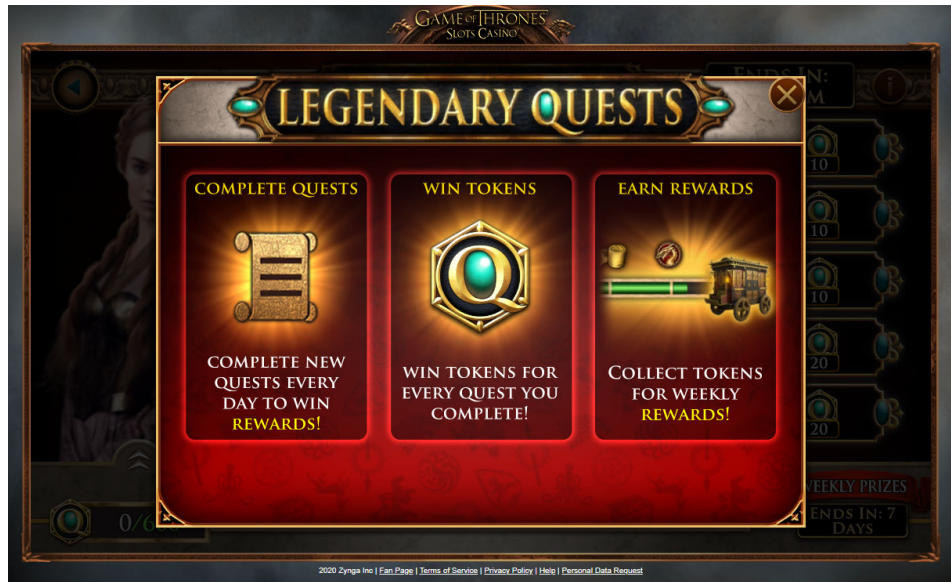 GAME OF THRONES
SLOTS CASINO
ENDS IN:
M
LEGENDARY QUESTS
COMPLETE QUESTS
WIN TOKENS
EARN REWARDS
Q
COMPLETE NEW
QUESTS EVERY
DAY TO WIN
REWARDS!
WIN TOKENS FOR
EVERY QUEST YOU
COMPLETE!
COLLECT TOKENS
FOR WEEKLY
REWARDS!
10
10
10
20
20
WEEKLY PRIZES
ENDS IN: 7
DAYS
0/6
2020 Zynga Inc | Fan Page | Terms of Service | Privacy Policy | Help | Personal Data Request